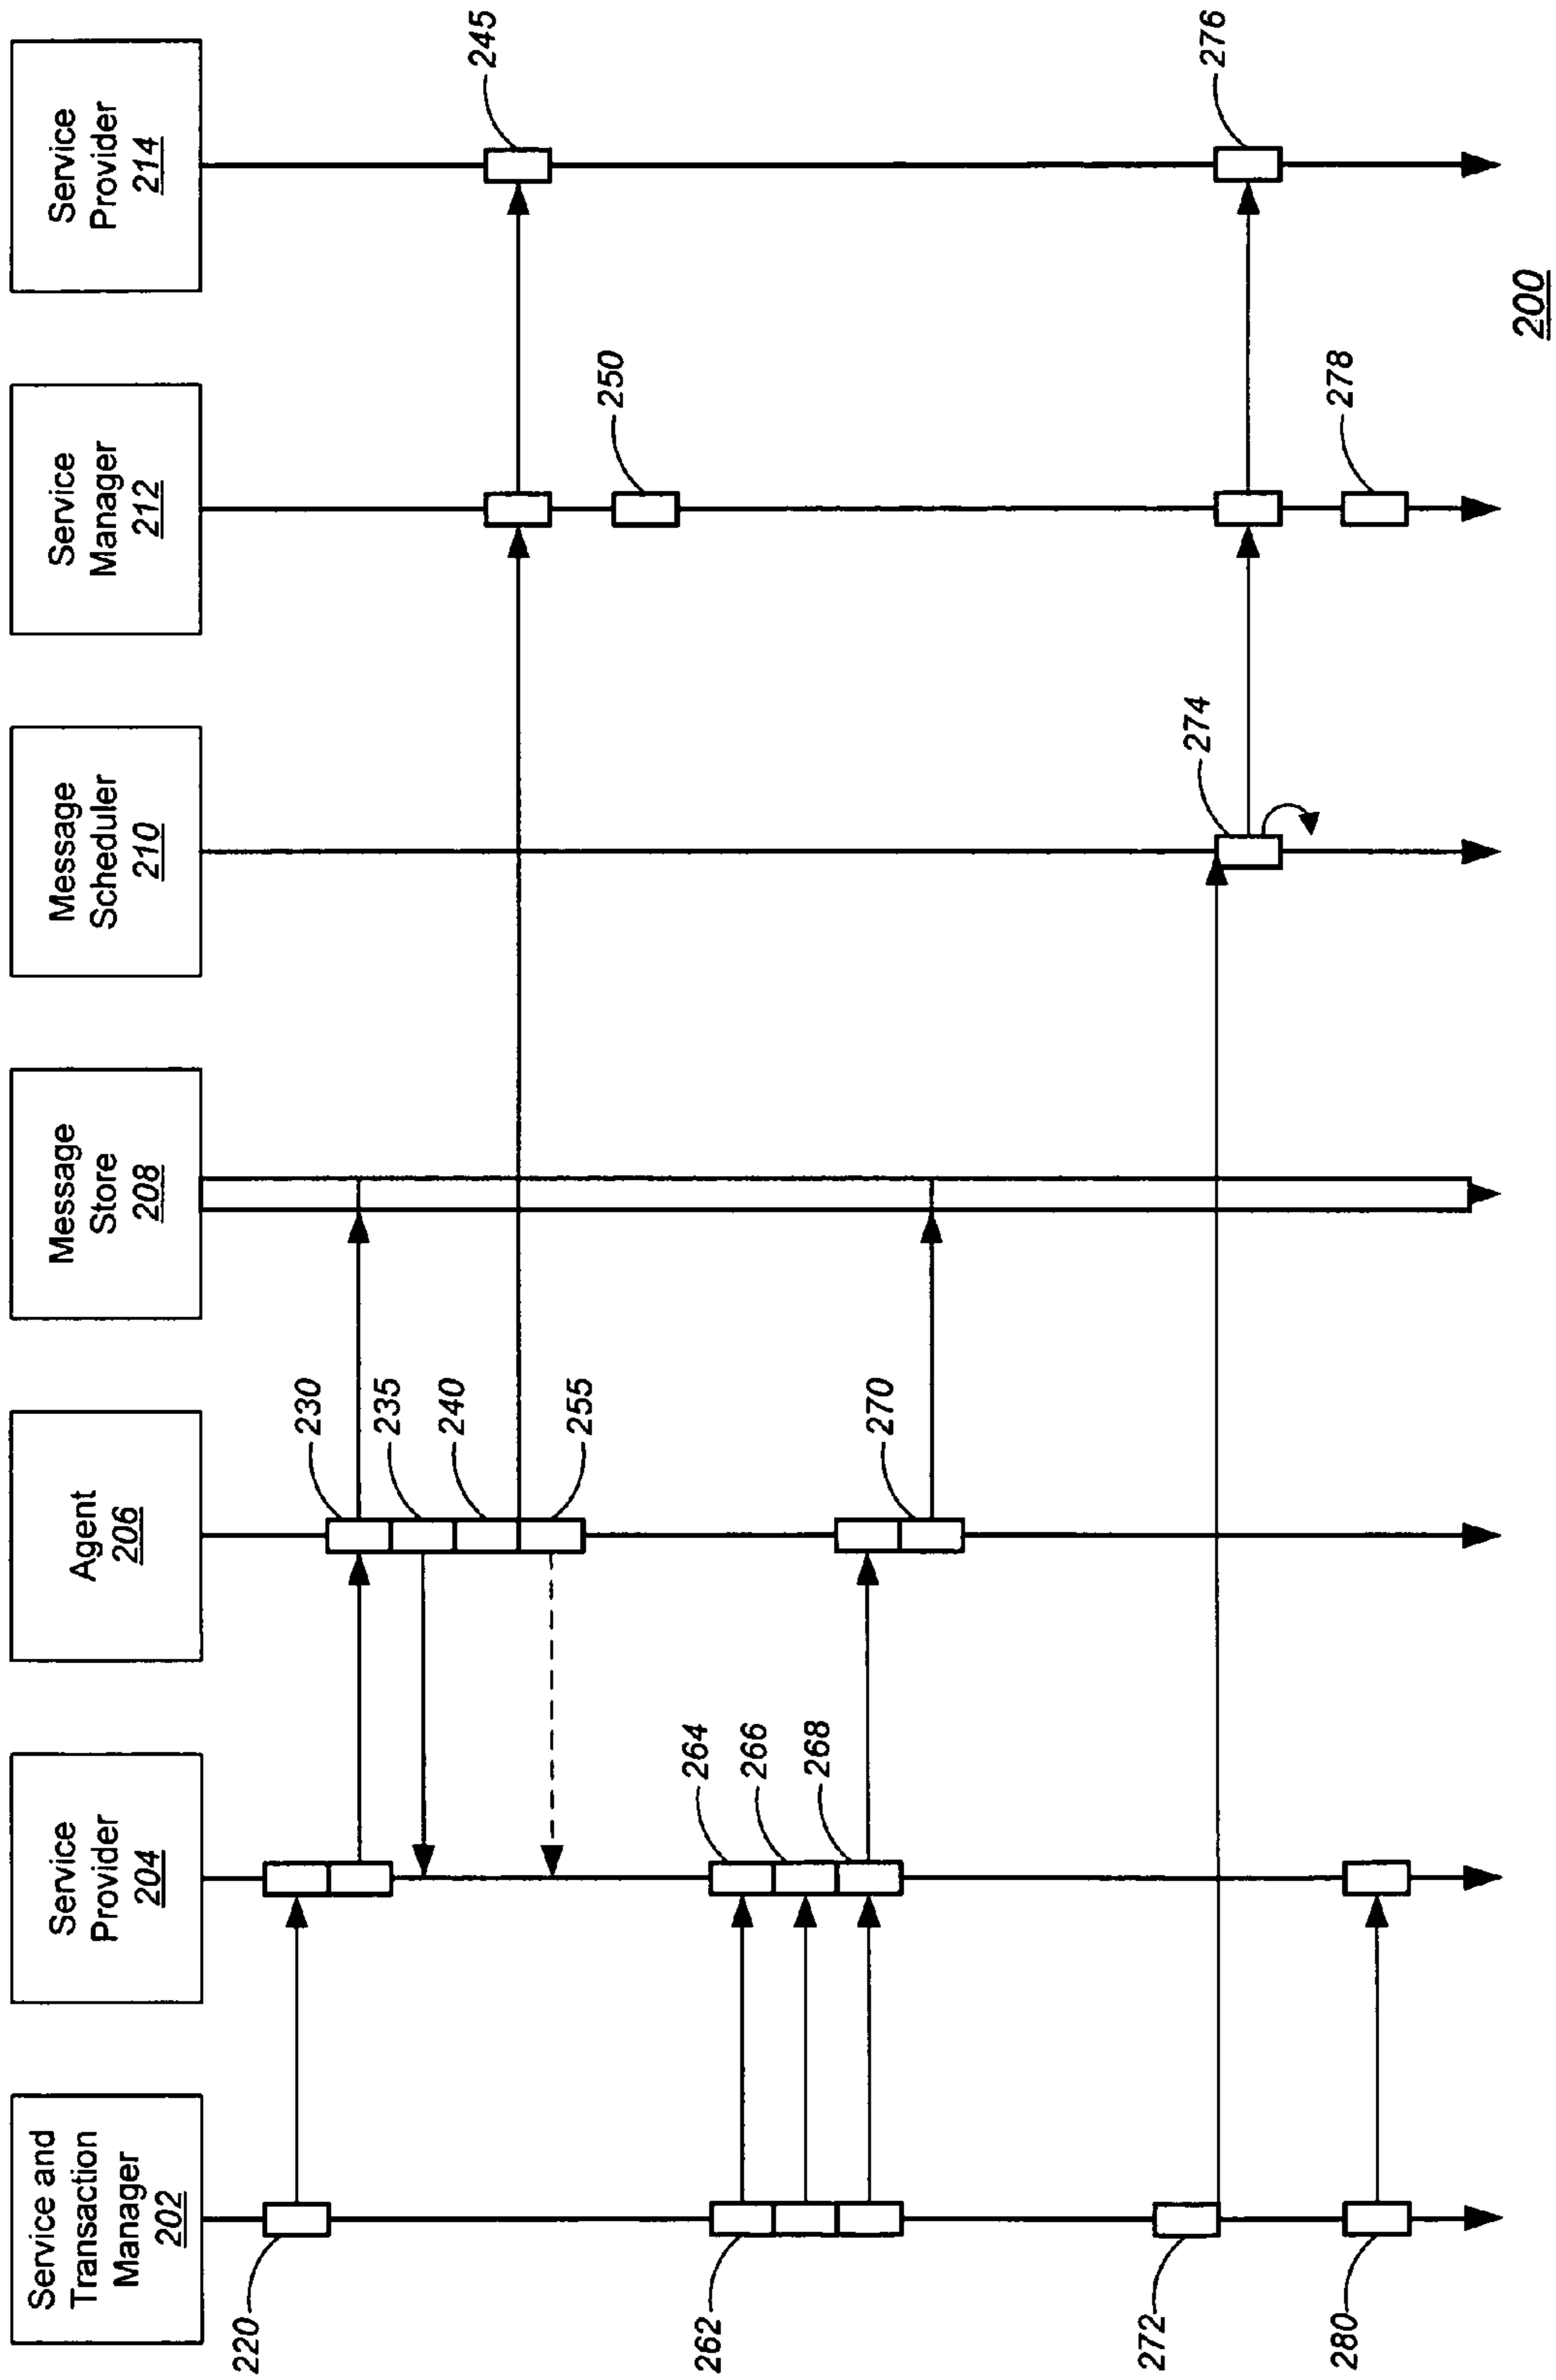 Service and
Transaction
Manager
202
Service
Provider
204
Agent
206
Message
Store
208
Message
Scheduler
210
Service
Manager
212
Service
Provider
214
220
230
235
240
245
255
250
262
264
266
268
270
272
274
276
278
280
200